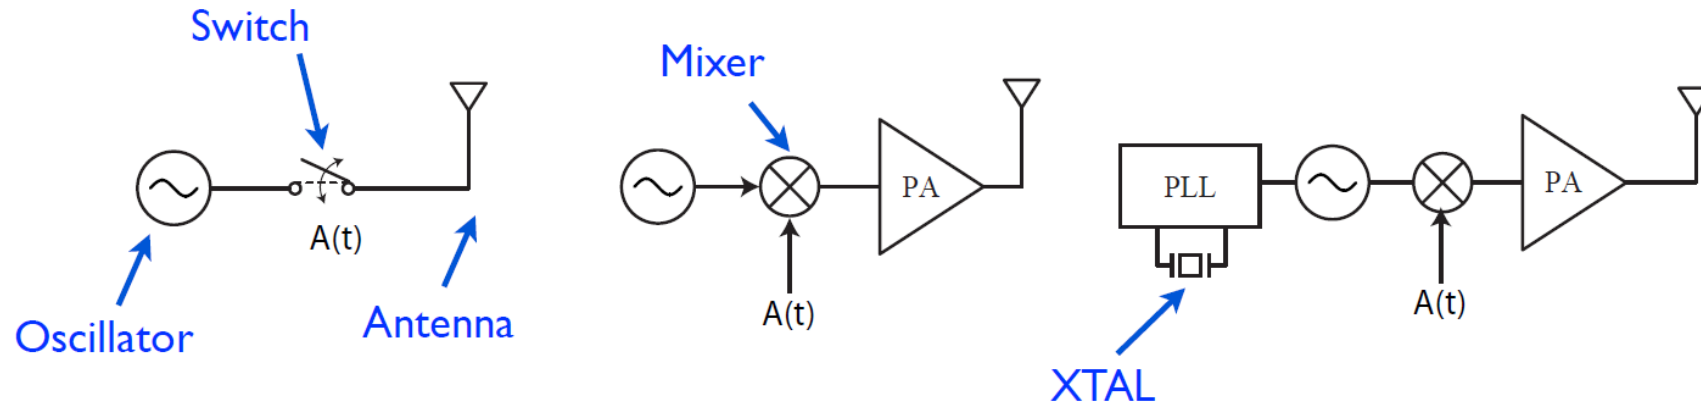 Switch
Oscillator
A(t)
Antenna
Mixer
PA
A(t)
PLL
XTAL
PA
A(t)